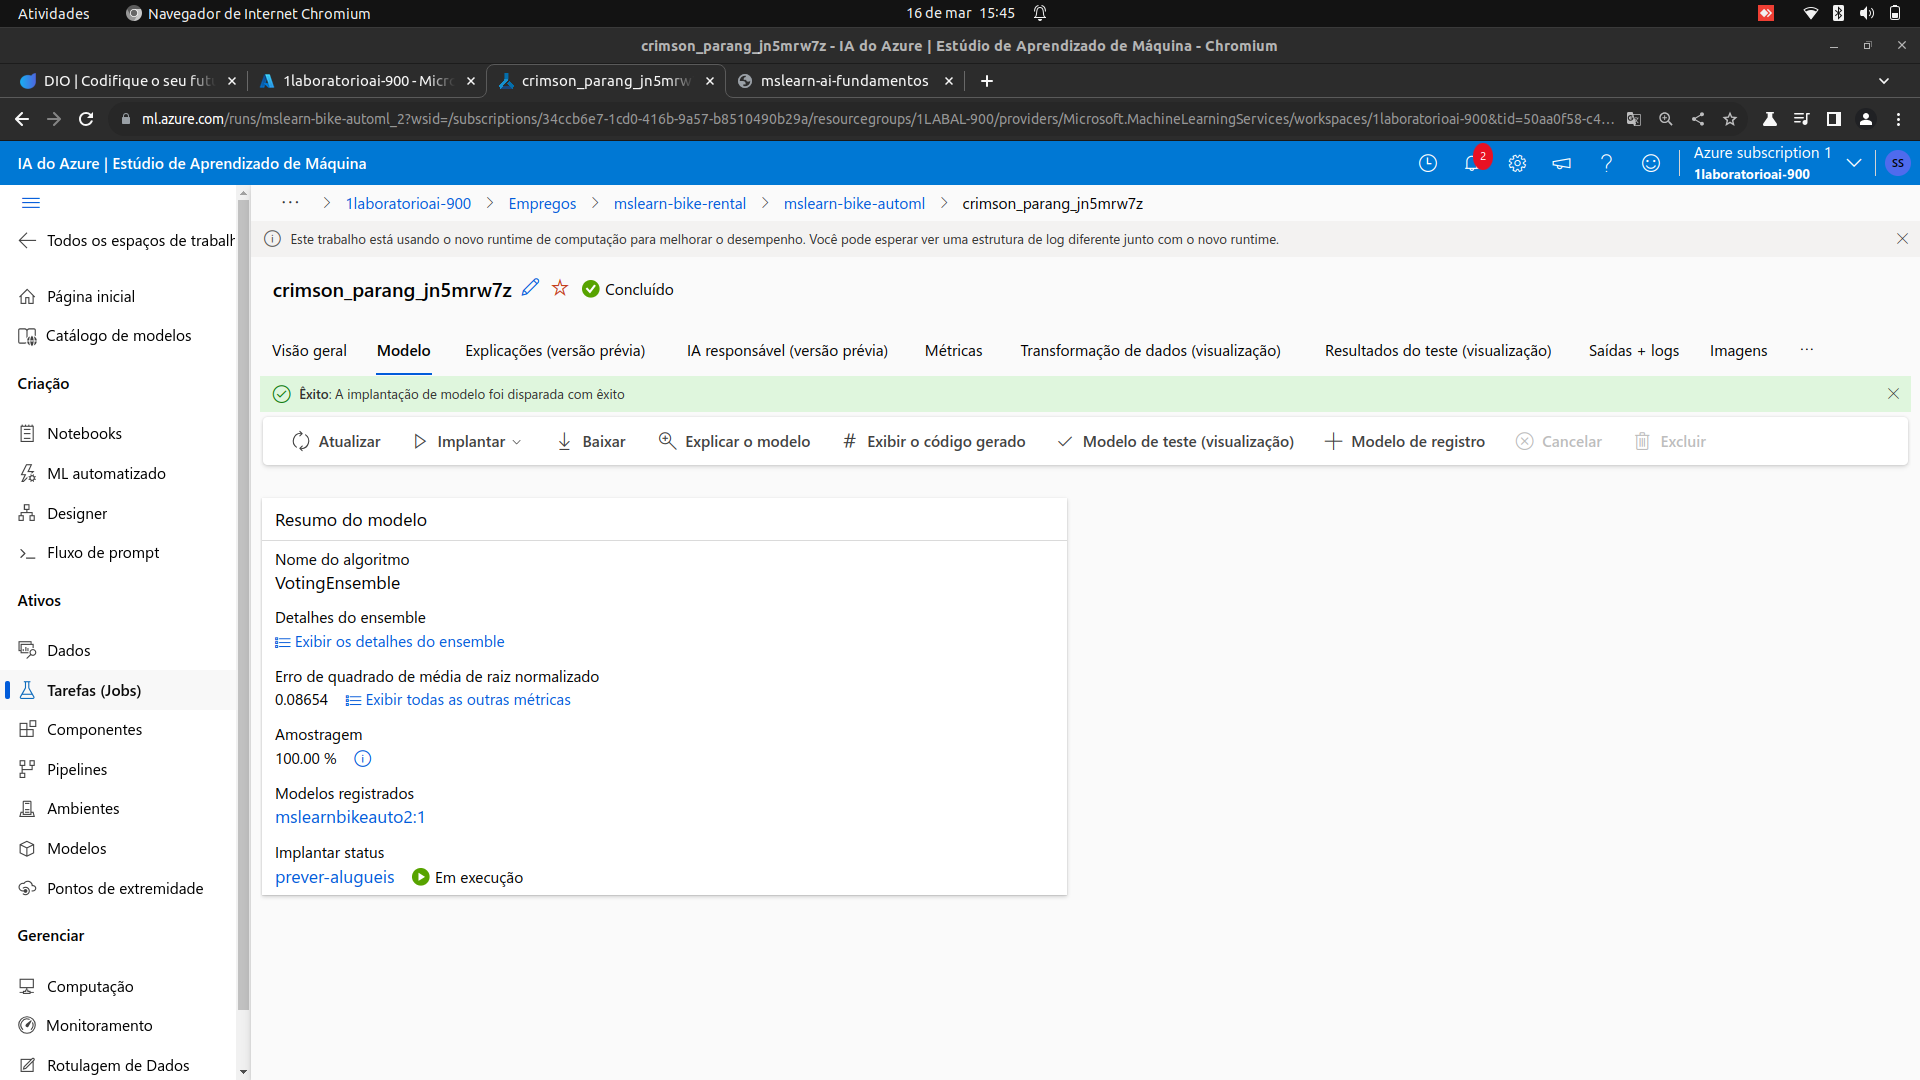 Atividades
Navegador de Internet Chromium
16 de mar 15:45
crimson_parang_jn5mrw7z - IA do Azure | Estúdio de Aprendizado de Máquina - Chromium
DIO | Codifique o seu fut
1laboratorioai-900 - Micr
crimson_parang_jn5mrw
mslearn-ai-fundamentos
ml.azure.com/runs/mslearn-bike-automl_2?wsid=/subscriptions/34ccb6e7-1cd0-416b-9a57-b8510490b29a/resourcegroups/1LABAL-900/providers/Microsoft.MachineLearningServices/workspaces/1laboratorioai-900&tid=50aa0f58-c4...
IA do Azure | Estúdio de Aprendizado de Máquina
2
Azure subscription 1
1laboratorioai-900
SS
Todos os espaços de trabalh
Página inicial
Catálogo de modelos
Criação
Notebooks
ML automatizado
Designer
Fluxo de prompt
Ativos
Dados
Tarefas (Jobs)
Componentes
Pipelines
Ambientes
Modelos
Pontos de extremidade
Gerenciar
Computação
Monitoramento
Rotulagem de Dados
... > 1laboratorioai-900 > Empregos > mslearn-bike-rental > mslearn-bike-automl > crimson_parang_jn5mrw7z
Este trabalho está usando o novo runtime de computação para melhorar o desempenho. Você pode esperar ver uma estrutura de log diferente junto com o novo runtime.
crimson_parang_jn5mrw7z
Concluído
Visão geral
Modelo
Explicações (versão prévia)
IA responsável (versão prévia)
Métricas
Transformação de dados (visualização)
Resultados do teste (visualização)
Saídas + logs
Imagens
...
Êxito: A implantação de modelo foi disparada com êxito
Atualizar
Implantar
Baixar
Explicar o modelo
# Exibir o código gerado
Modelo de teste (visualização)
Modelo de registro
Cancelar
Excluir
Resumo do modelo
Nome do algoritmo
VotingEnsemble
Detalhes do ensemble
Exibir os detalhes do ensemble
Erro de quadrado de média de raiz normalizado
0.08654
Exibir todas as outras métricas
Amostragem
100.00 %
Modelos registrados
mslearnbikeauto2:1
Implantar status
prever-alugueis
Em execução